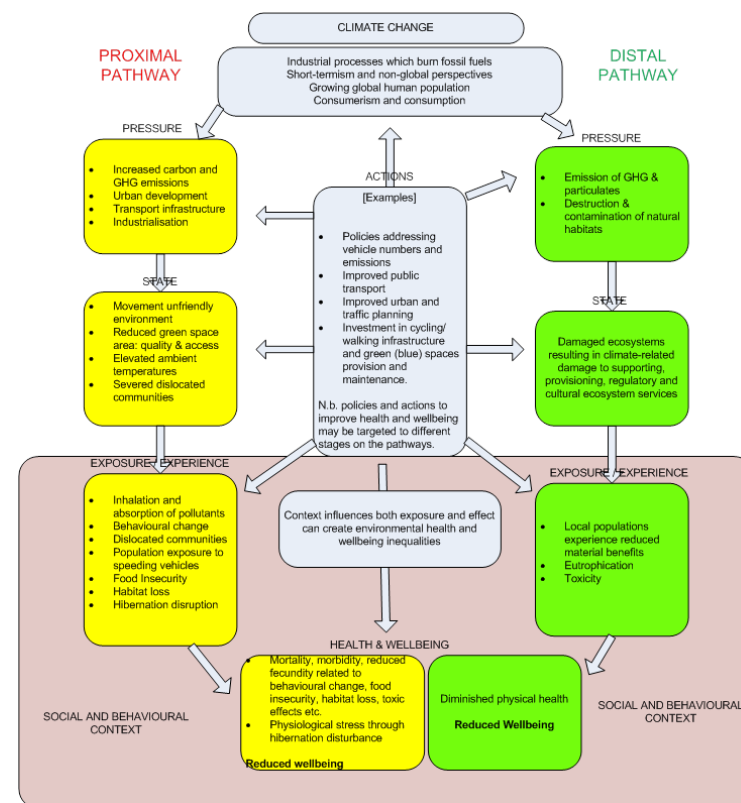 CLIMATE CHANGE
PROXIMAL
PATHWAY
DISTAL
PATHWAY
Industrial processes which burn fossil fuels
Short-termism and non-global perspectives
Growing global human population
Consumerism and consumption
PRESSURE
• Increased carbon and
GHG emissions
• Urban development
• Transport infrastructure
• Industrialisation
ACTIONS
[Examples]
• Policies addressing
vehicle numbers and
emissions
• Improved public
transport
• Improved urban and
traffic planning
• Investment in cycling/
walking infrastructure
and green (blue) spaces
provision and
maintenance.
N.b. policies and actions to
improve health and wellbeing
may be targeted to different
stages on the pathways.
PRESSURE
• Emission of GHG &
particulates
• Destruction &
contamination of natural
habitats
STATE
• Movement unfriendly
environment
• Reduced green space
area: quality & access
• Elevated ambient
temperatures
• Severed dislocated
communities
STATE
Damaged ecosystems
resulting in climate-related
damage to supporting,
provisioning, regulatory and
cultural ecosystem services
EXPOSURE / EXPERIENCE
• Inhalation and
absorption of pollutants
• Behavioural change
• Dislocated communities
• Population exposure to
speeding vehicles
• Food Insecurity
• Habitat loss
• Hibernation disruption
Context influences both exposure and effect
can create environmental health and
wellbeing inequalities
EXPOSURE / EXPERIENCE
• Local populations
experience reduced
material benefits
• Eutrophication
• Toxicity
HEALTH & WELLBEING
• Mortality, morbidity, reduced
fecundity related to
behavioural change, food
insecurity, habitat loss, toxic
effects etc.
• Physiological stress through
hibernation disturbance
Reduced wellbeing
Diminished physical health
Reduced Wellbeing
SOCIAL AND BEHAVIOURAL
CONTEXT
SOCIAL AND BEHAVIOURAL
CONTEXT